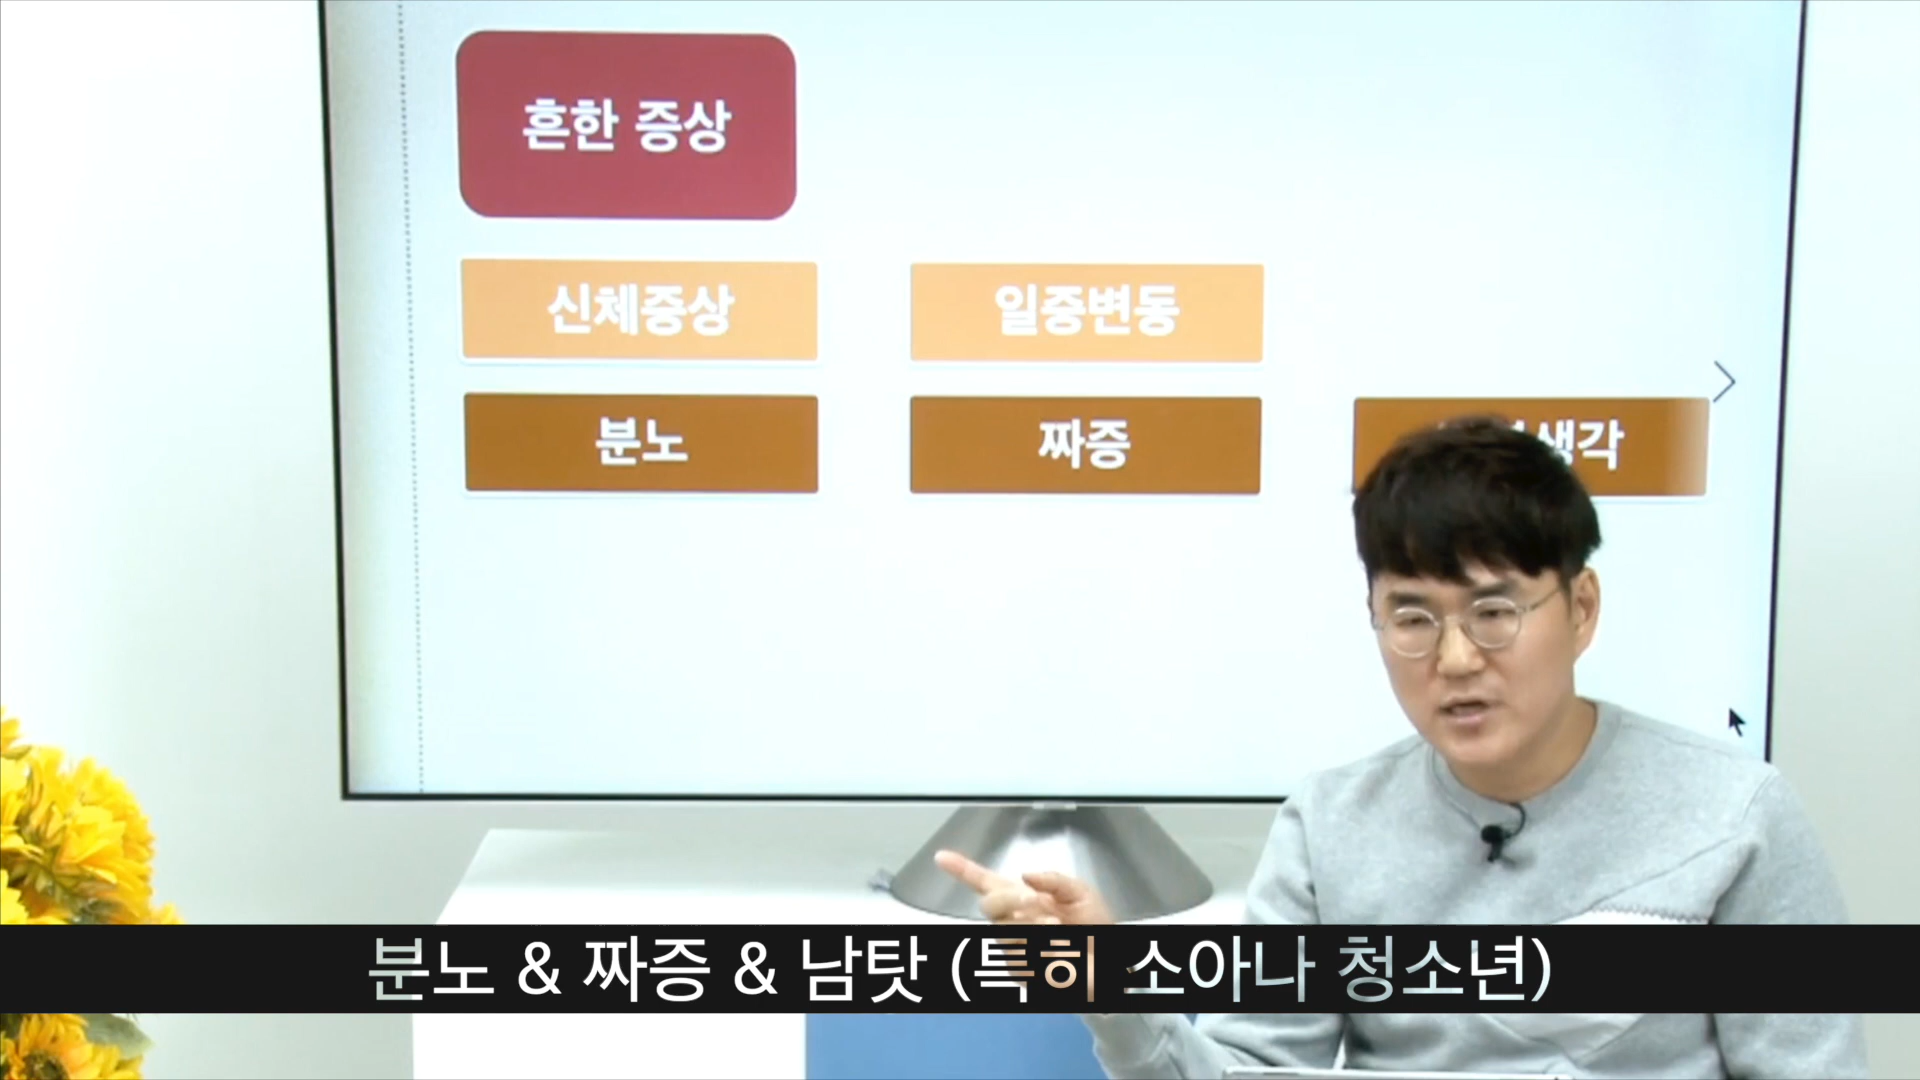 흔한 증상
신체증상 일중변동
분노 짜증 생각
분노 & 짜증 & 남탓 (특히 소아나 청소년)